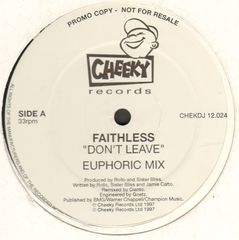 PROMO COPY - NOT FOR RESALE
CHEEKY
records
SIDE A
33rpm
CHEKDJ 12.024
FAITHLESS
"DON'T LEAVE"
EUPHORIC MIX
Produced by Rollo and Sister Bliss.
Written by Rollo, Sister Bliss and Jamie Catto.
Remixed by Olento.
Engineered by Goetz.
Published by BMG/Warner Chappell/Champion Music.
℗ Cheeky Records Ltd 1997
© Cheeky Records Ltd 1997